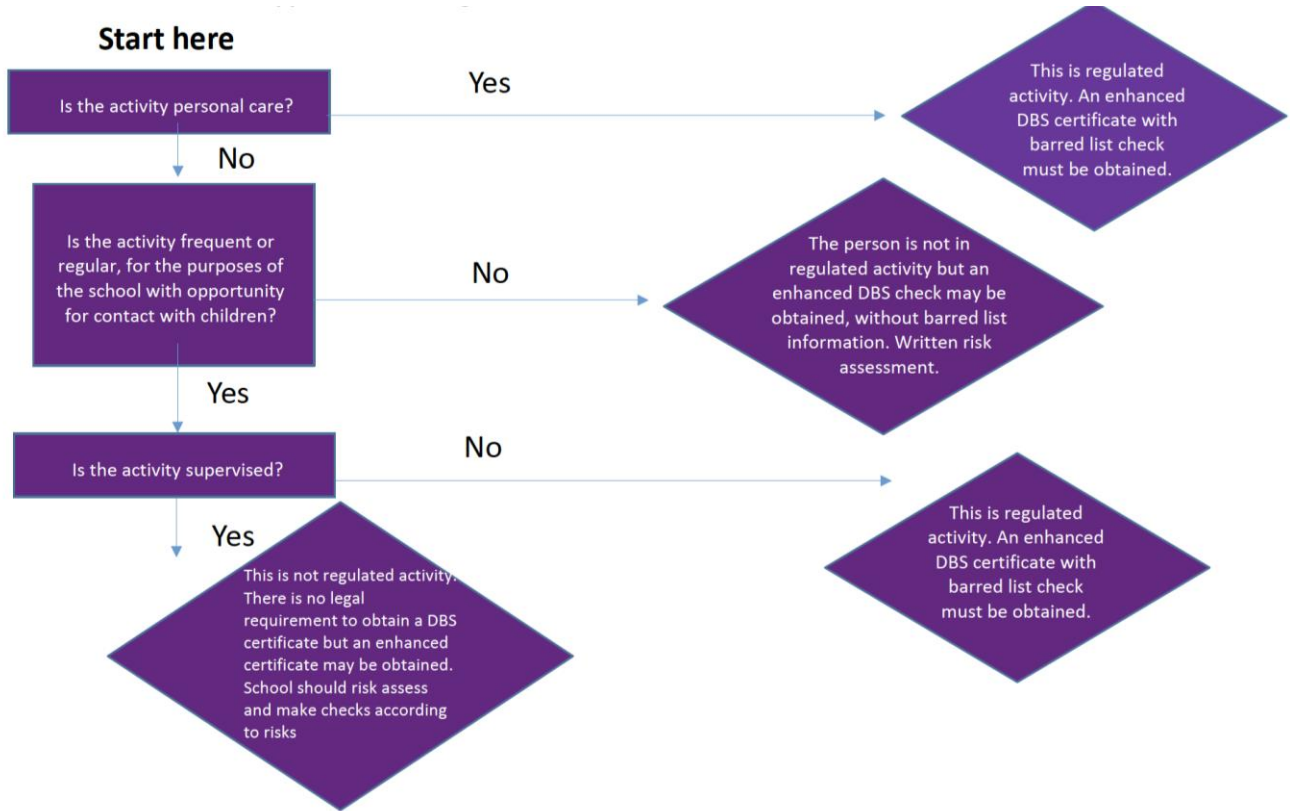 Start here
Is the activity personal care?
Yes
This is regulated
activity. An enhanced
DBS certificate with
barred list check
must be obtained.
No
Is the activity frequent or
regular, for the purposes of
the school with opportunity
for contact with children?
No
The person is not in
regulated activity but an
enhanced DBS check may be
obtained, without barred list
information. Written risk
assessment.
Yes
Is the activity supervised?
No
This is regulated
activity. An enhanced
DBS certificate with
barred list check
must be obtained.
Yes
This is not regulated activity.
There is no legal
requirement to obtain a DBS
certificate but an enhanced
certificate may be obtained.
School should risk assess
and make checks according
to risks